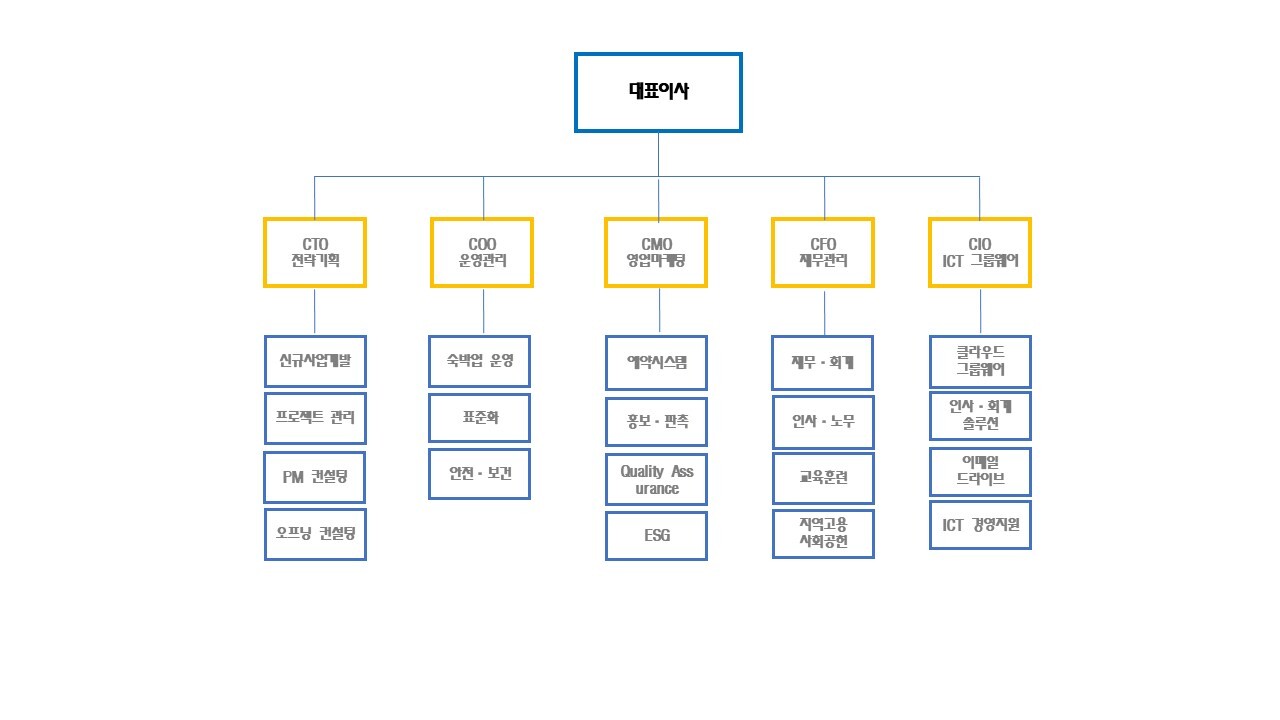 대표이사
CTO
전략기획
COO
운영관리
CMO
영업마케팅
CFO
재무관리
CIO
ICT 그룹웨어
신규사업개발
프로젝트 관리
PM 컨설팅
오프닝 컨설팅
숙박업 운영
표준화
안전·보건
예약시스템
홍보·판촉
Quality Ass
urance
ESG
재무·회계
인사·노무
교육훈련
지역고용
사회공헌
클라우드
그룹웨어
인사·회계
솔루션
이메일
드라이브
ICT 경영지원